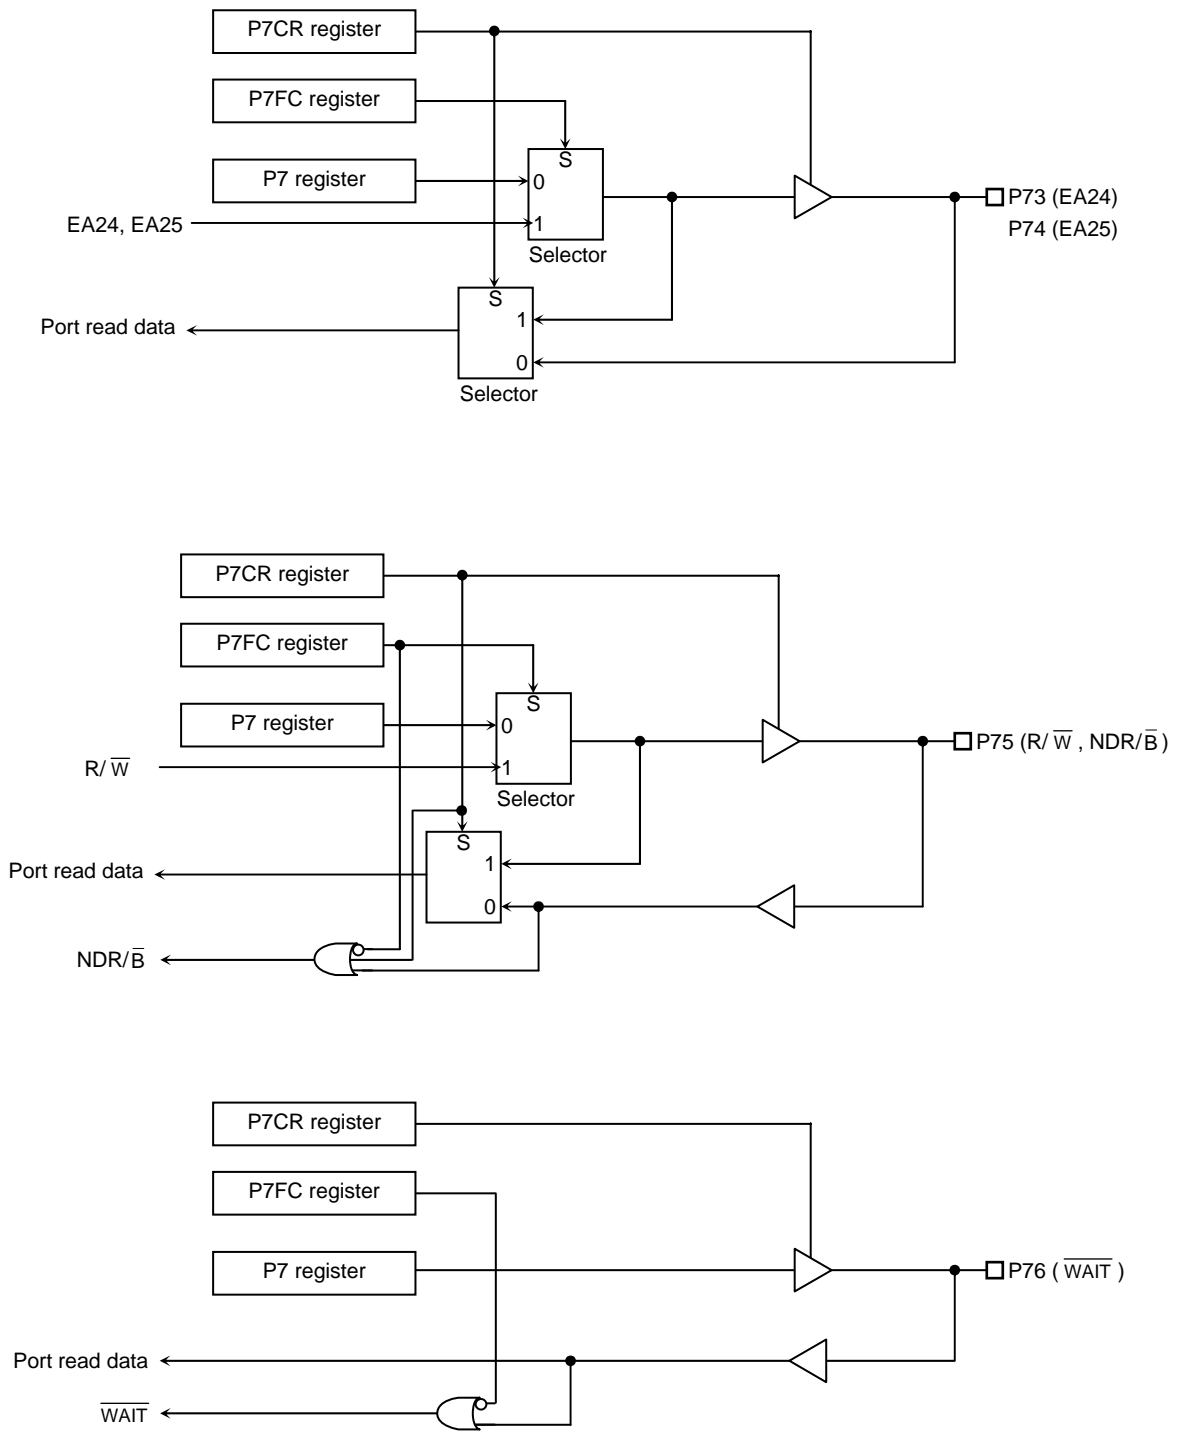 P7CR register
P7FC register
S
P7 register
0
P73 (EA24)
EA24, EA25
1
P74 (EA25)
Selector
S
1
Port read data
0
Selector
P7CR register
P7FC register
S
P7 register
0
P75 (R/W̅, NDR/B̅)
R/W̅
1
Selector
S
1
Port read data
0
NDR/B̅
P7CR register
P7FC register
P7 register
P76 (W̅A̅I̅T̅)
Port read data
W̅A̅I̅T̅